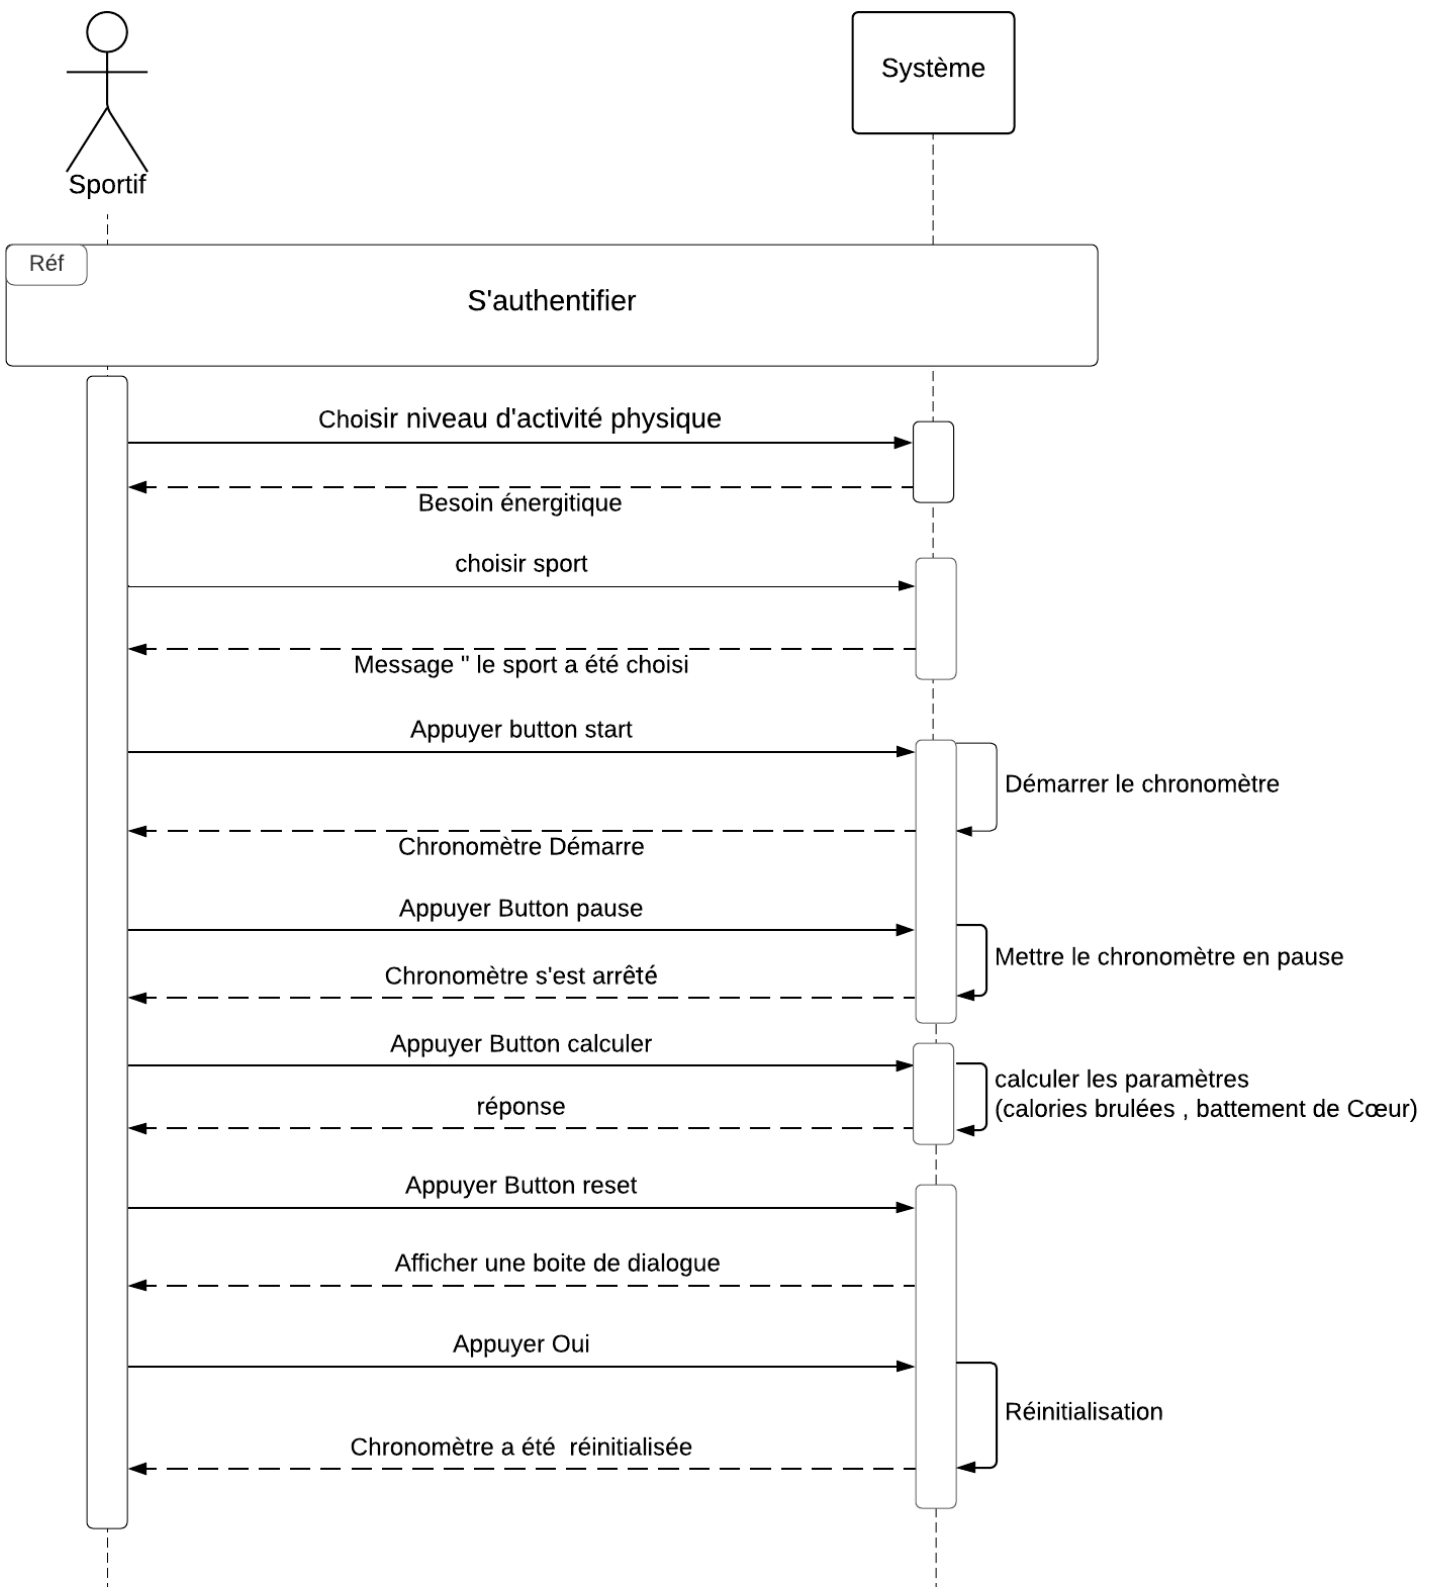 Système
Sportif
Réf
S'authentifier
Choisir niveau d'activité physique
Besoin énergitique
choisir sport
Message " le sport a été choisi
Appuyer button start
Démarrer le chronomètre
Chronomètre Démarre
Appuyer Button pause
Mettre le chronomètre en pause
Chronomètre s'est arrêté
Appuyer Button calculer
calculer les paramètres
(calories brulées , battement de Cœur)
réponse
Appuyer Button reset
Afficher une boite de dialogue
Appuyer Oui
Réinitialisation
Chronomètre a été  réinitialisée